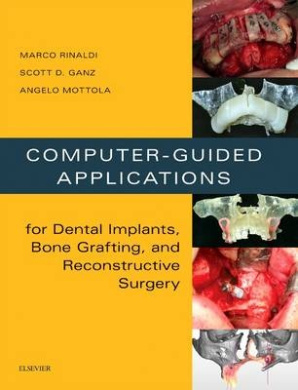 MARCO RINALDI
SCOTT D. GANZ
ANGELO MOTTOLA
COMPUTER-GUIDED
APPLICATIONS
for Dental Implants,
Bone Grafting, and
Reconstructive
Surgery
ELSEVIER